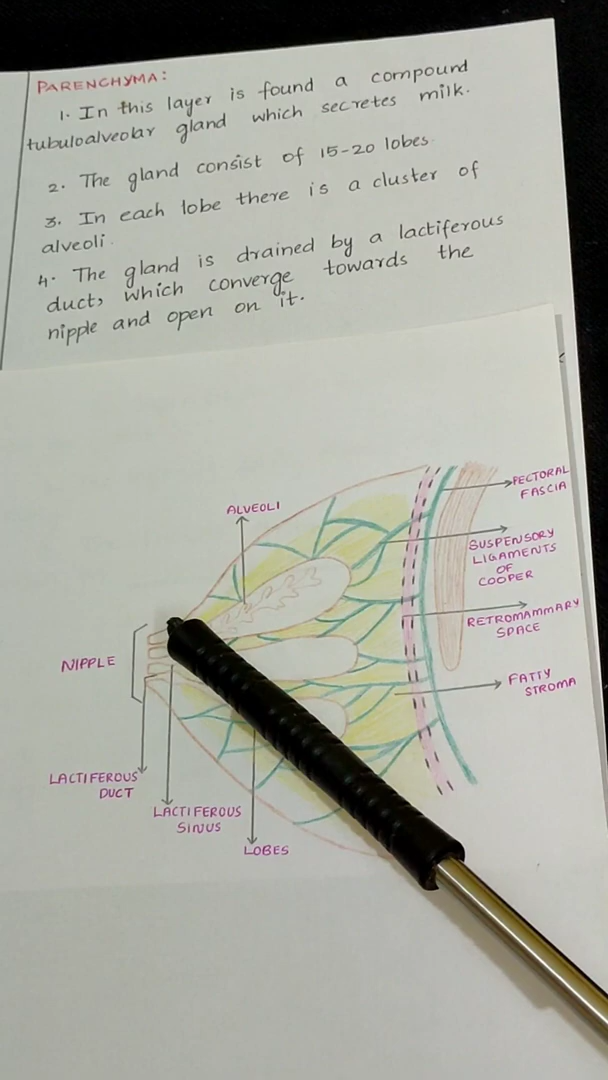 PARENCHYMA:
1. In this layer is found a compound
tubuloalveolar gland which secretes milk.
2. The gland consist of 15-20 lobes.
3. In each lobe there is a cluster of
alveoli.
4. The gland is drained by a lactiferous
duct, which converge towards the
nipple and open on it.
ALVEOLI
PECTORAL
FASCIA
SUSPENSORY
LIGAMENTS
OF
COOPER
RETROMAMMARY
SPACE
NIPPLE
FATTY
STROMA
LACTIFEROUS
DUCT
LACTIFEROUS
SINUS
LOBES